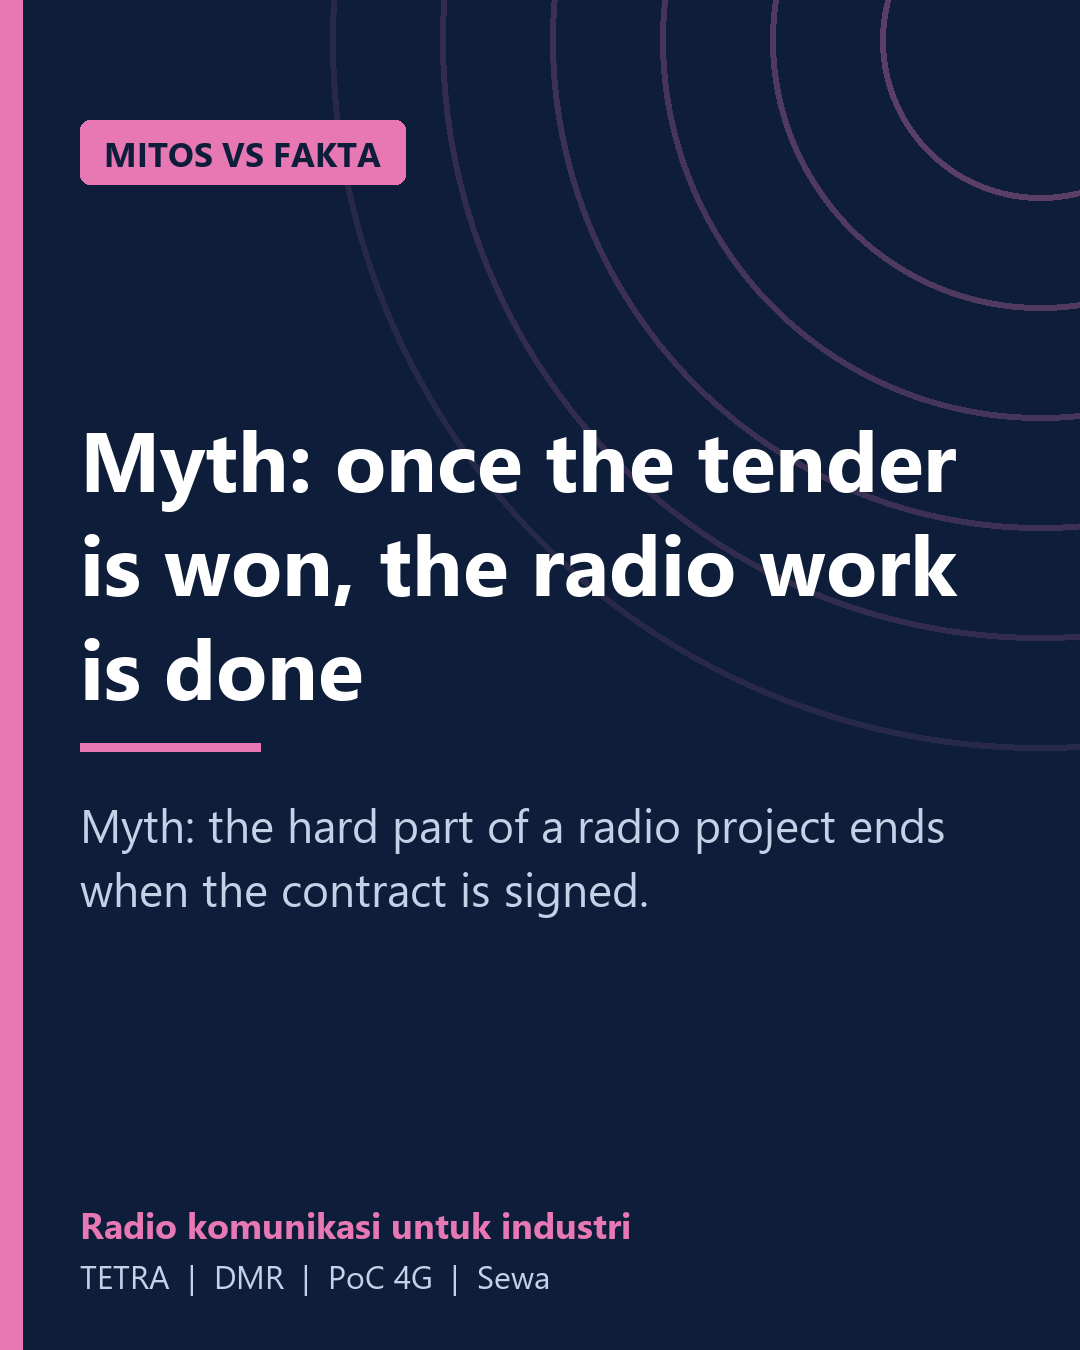 MITOS VS FAKTA
Myth: once the tender
is won, the radio work
is done
Myth: the hard part of a radio project ends
when the contract is signed.
Radio komunikasi untuk industri
TETRA | DMR | PoC 4G | Sewa